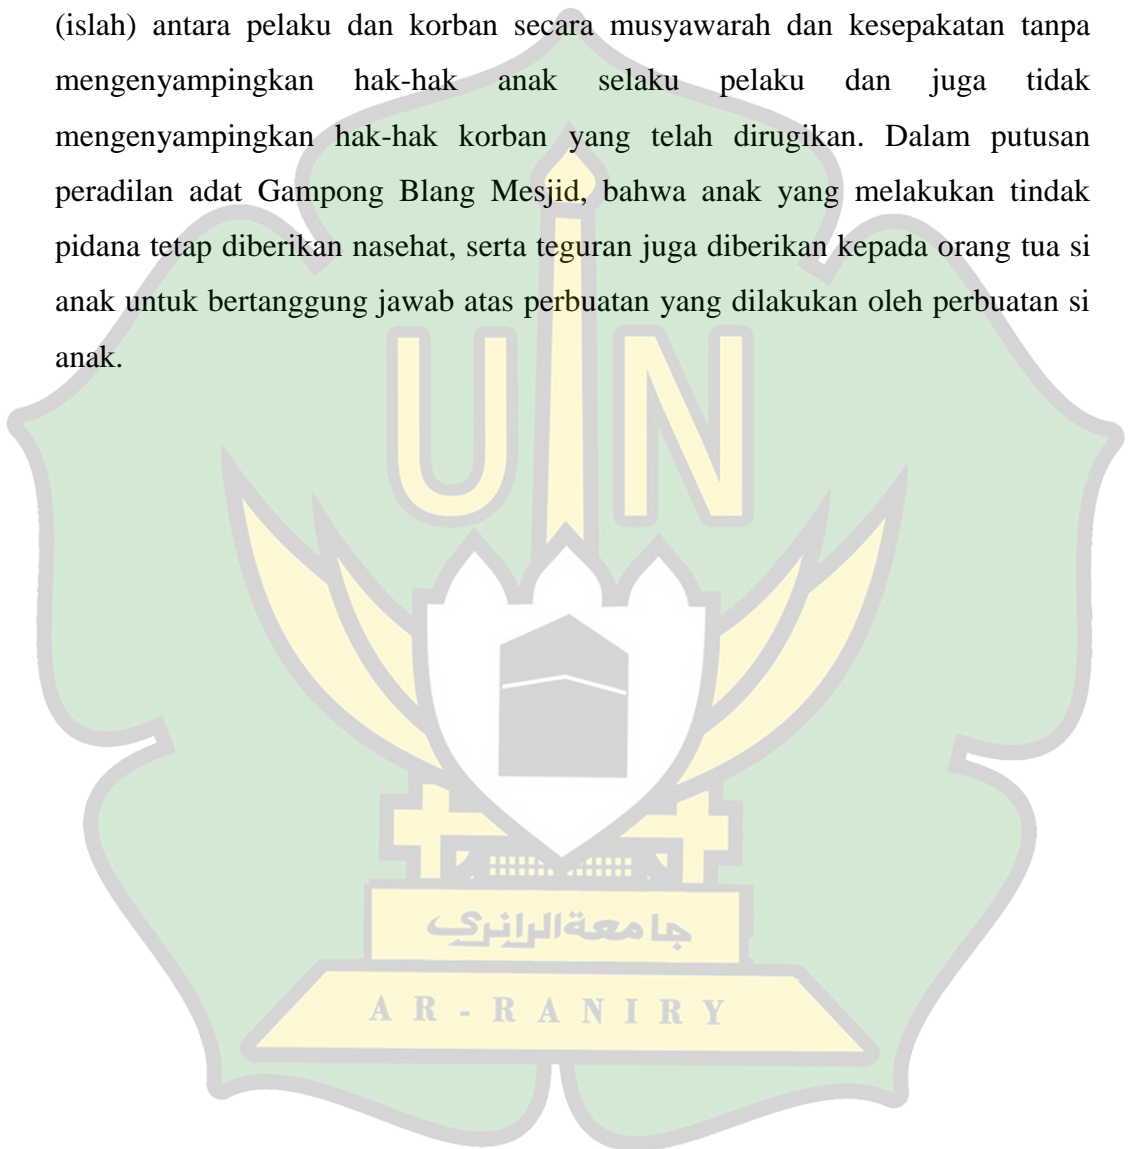 (islah) antara pelaku dan korban secara musyawarah dan kesepakatan tanpa
mengenyampingkan hak-hak anak selaku pelaku dan juga tidak
mengenyampingkan hak-hak korban yang telah dirugikan. Dalam putusan
peradilan adat Gampong Blang Mesjid, bahwa anak yang melakukan tindak
pidana tetap diberikan nasehat, serta teguran juga diberikan kepada orang tua si
anak untuk bertanggung jawab atas perbuatan yang dilakukan oleh perbuatan si
anak.
UIN
جامعةالرانري
AR-RANIRY